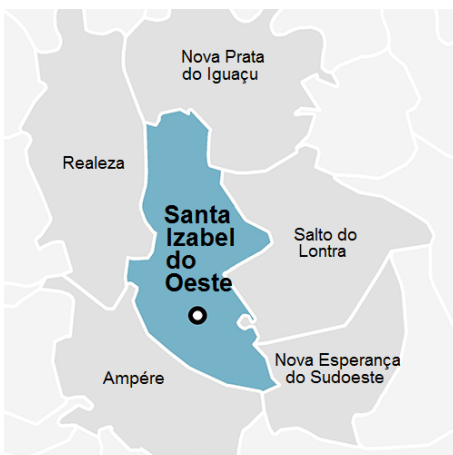 Nova Prata
do Iguaçu
Realeza
Santa
Izabel
do
Oeste
Salto do
Lontra
Nova Esperança
do Sudoeste
Ampére